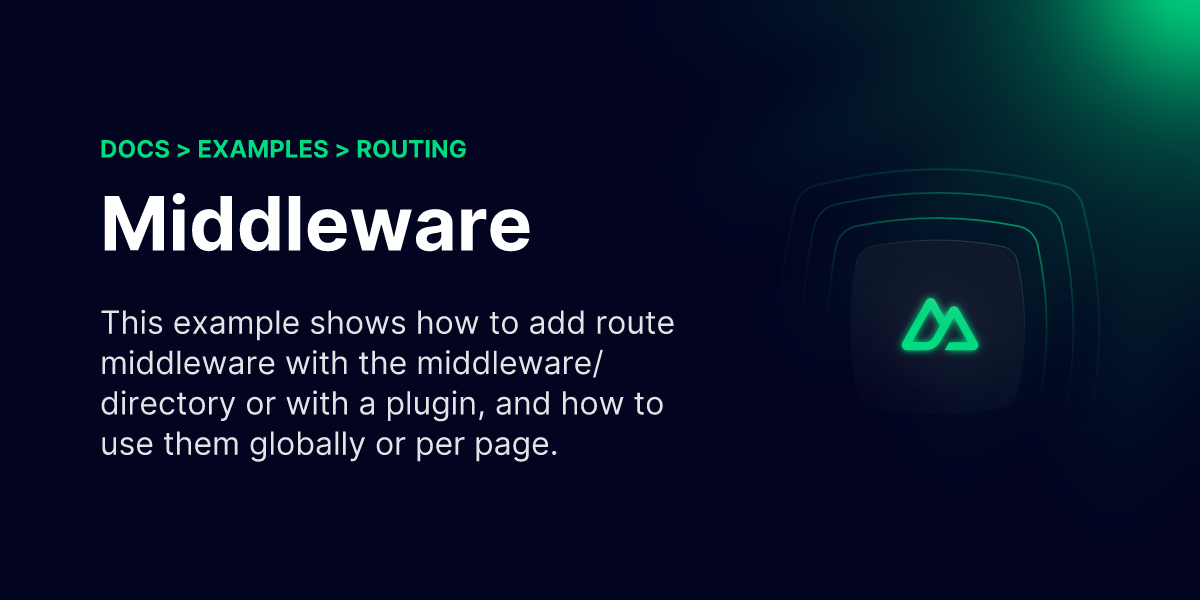 DOCS > EXAMPLES > ROUTING
Middleware
This example shows how to add route
middleware with the middleware/
directory or with a plugin, and how to
use them globally or per page.